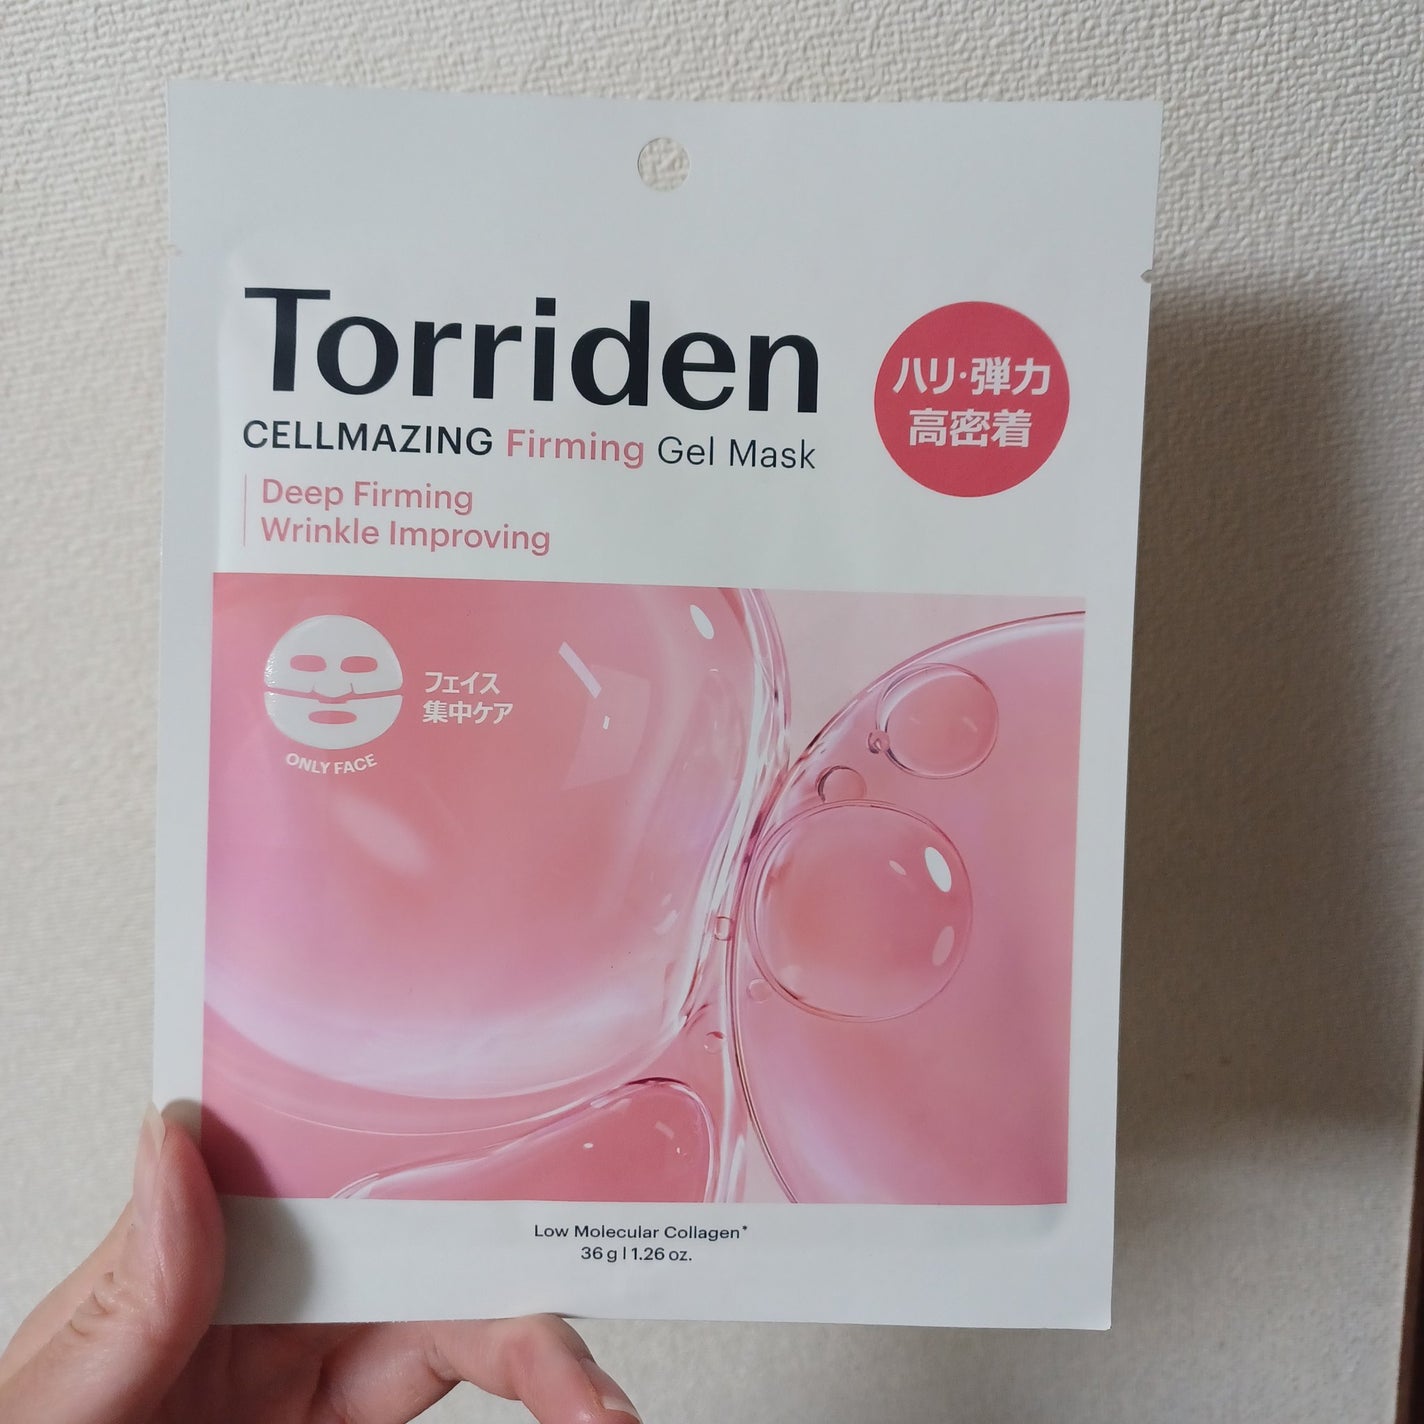 Torriden
CELLMAZING Firming Gel Mask
Deep Firming
Wrinkle Improving
ハリ・弾力
高密着
フェイス
集中ケア
ONLY FACE
Low Molecular Collagen*
36 g | 1.26 oz.